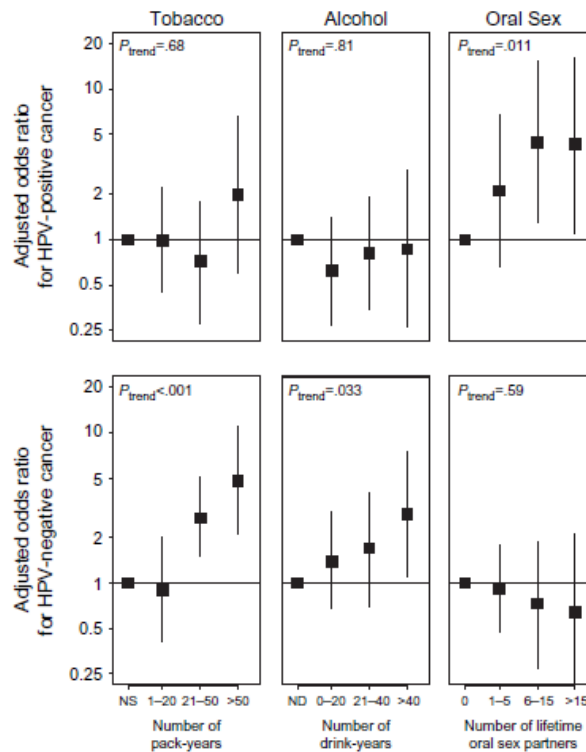 Tobacco
Alcohol
Oral Sex
Adjusted odds ratio
for HPV-positive cancer
20
10
5
2
1
0.5
0.25
Ptrend=.68
Ptrend=.81
Ptrend=.011
Adjusted odds ratio
for HPV-negative cancer
20
10
5
2
1
0.5
0.25
Ptrend<.001
Ptrend=.033
Ptrend=.59
NS 1–20 21–50 >50
ND 0–20 21–40 >40
0 1–5 6–15 >15
Number of
pack-years
Number of
drink-years
Number of lifetime
oral sex partners